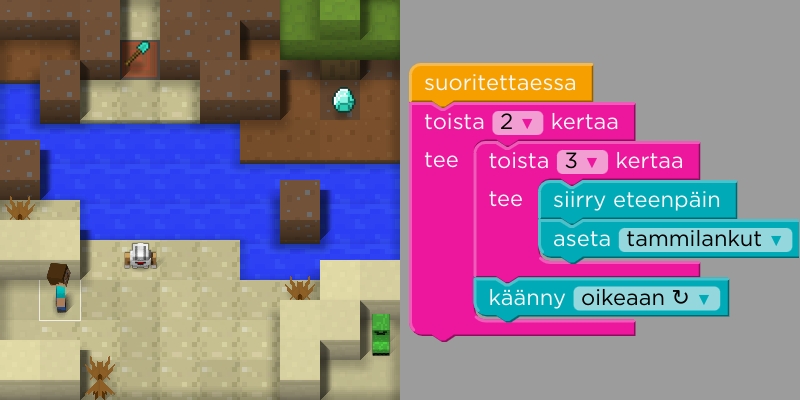 suoritettaessa
toista 2 ▼ kertaa
tee toista 3 ▼ kertaa
tee siirry eteenpäin
aseta tammilankut ▼
käänny oikeaan ↻ ▼